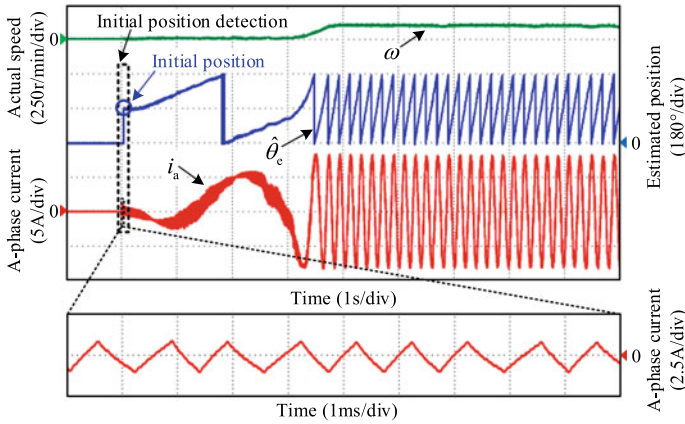 Initial position detection
Initial position
Actual speed
(250r/min/div)
0
ω
Estimated position
(180°/div)
0
θ̂e
ia
A-phase current
(5A/div)
0
Time (1s/div)
A-phase current
(2.5A/div)
0
Time (1ms/div)